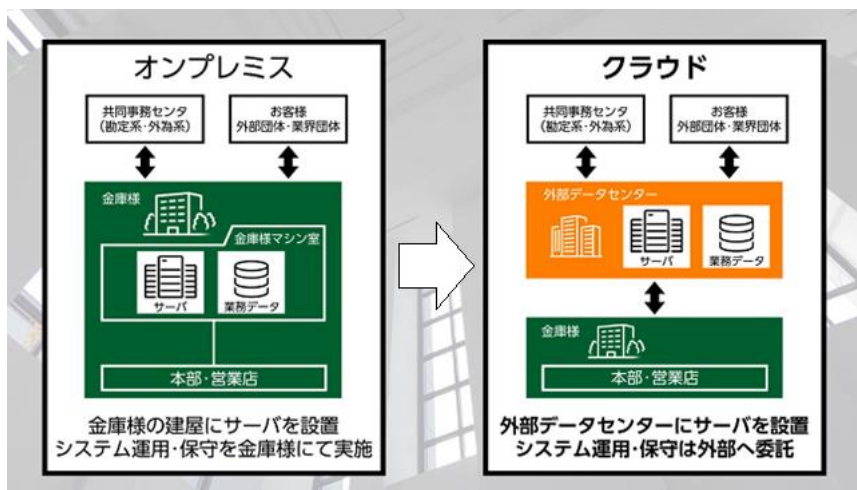 オンプレミス
共同事務センタ
(勘定系・外為系)
お客様
外部団体・業界団体
金庫様
金庫様マシン室
サーバ
業務データ
本部・営業店
金庫様の建屋にサーバを設置
システム運用・保守を金庫様にて実施
クラウド
共同事務センタ
(勘定系・外為系)
お客様
外部団体・業界団体
外部データセンター
サーバ
業務データ
金庫様
本部・営業店
外部データセンターにサーバを設置
システム運用・保守は外部へ委託